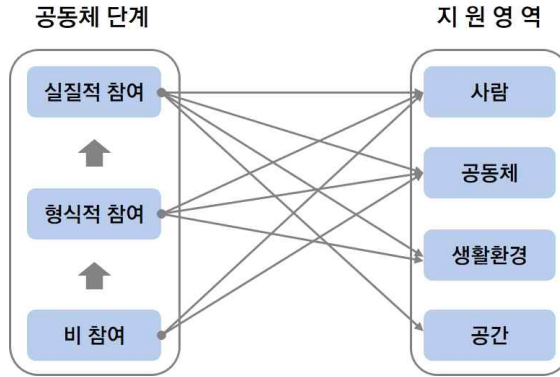 공동체 단계
지 원 영 역
실질적 참여
사람
공동체
형식적 참여
생활환경
비 참여
공간